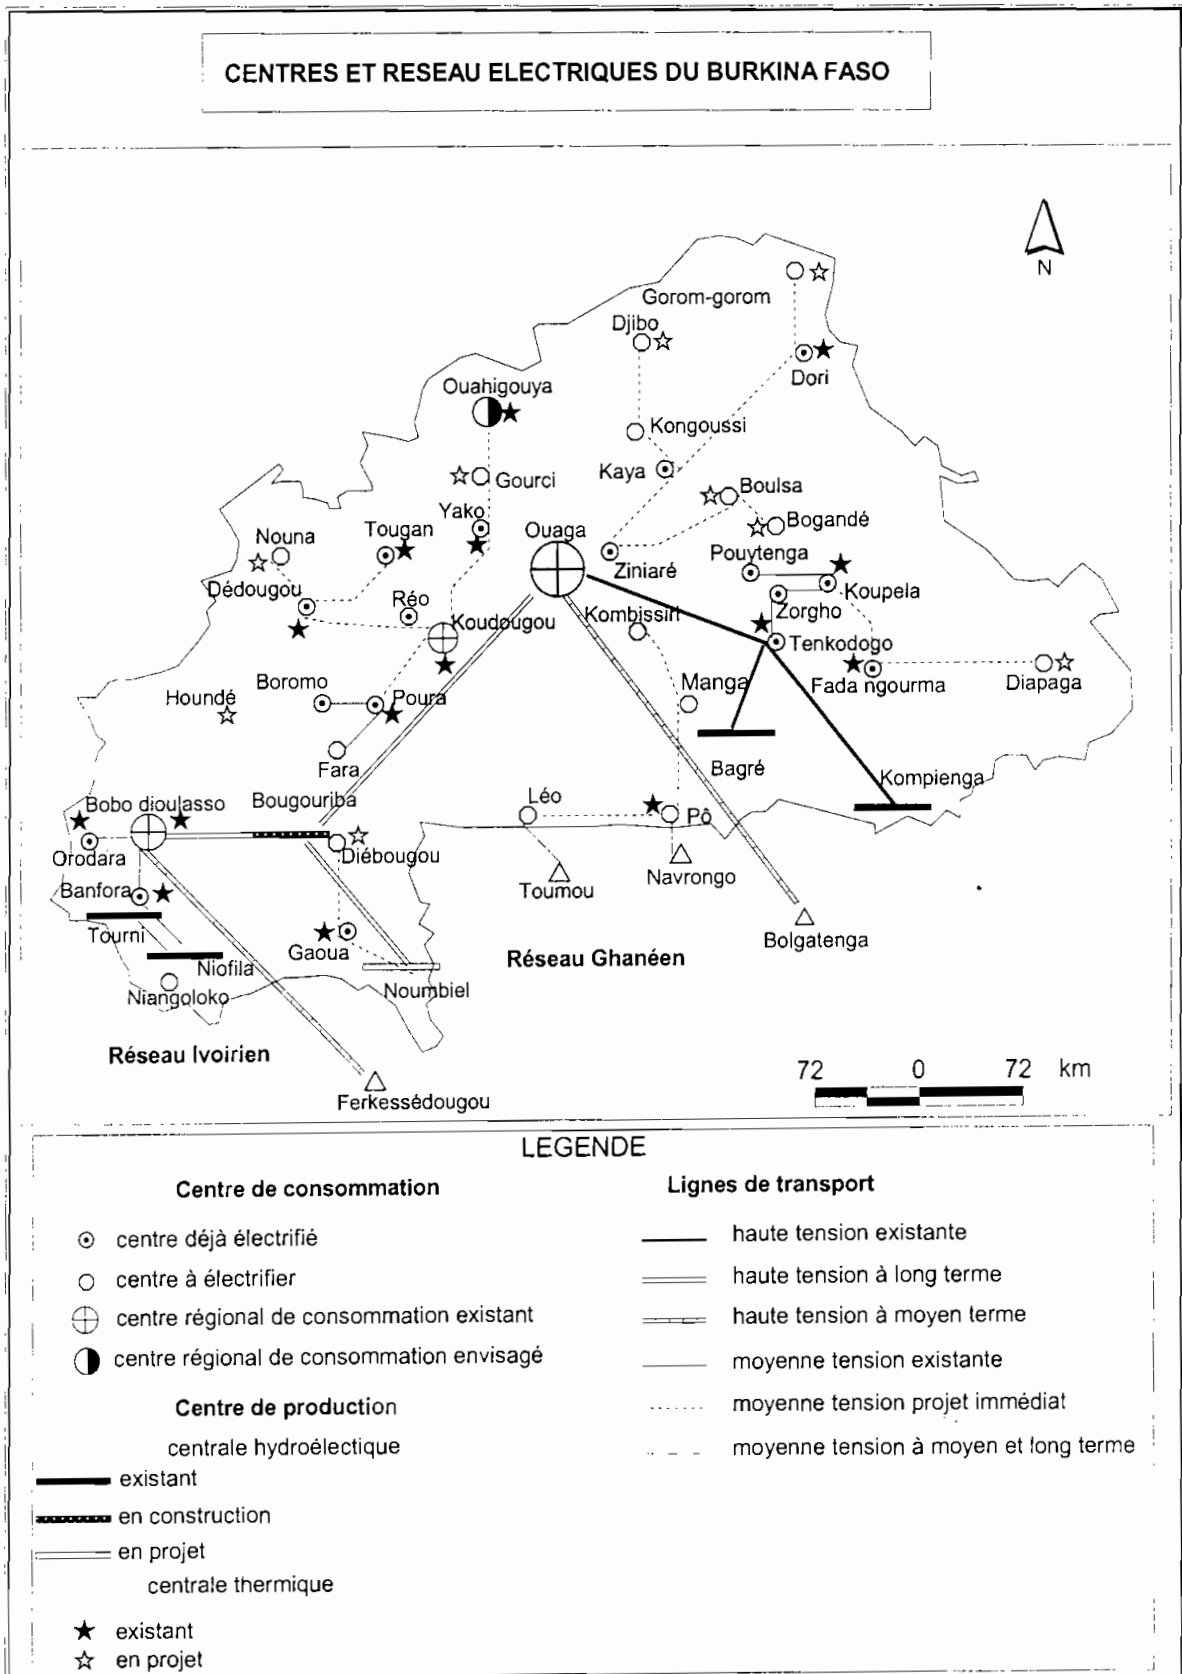 CENTRES ET RESEAU ELECTRIQUES DU BURKINA FASO
N
Gorom-gorom
Djibo
Dori
Ouahigouya
Kongoussi
Kaya
Gourci
Boulsa
Yako
Bogandé
Nouna
Tougan
Ouaga
Ziniaré
Pouytenga
Koupela
Dédougou
Réo
Koudougou
Kombissiri
Zorgho
Tenkodogo
Boromo
Houndé
Poura
Manga
Fada ngourma
Diapaga
Fara
Bagré
Kompienga
Bobo dioulasso
Bougouriba
Léo
Pô
Orodara
Diébougou
Banfora
Toumou
Navrongo
Tourni
Gaoua
Bolgatenga
Niofila
Réseau Ghanéen
Niangoloko
Noumbiel
Réseau Ivoirien
72 0 72 km
Ferkessédougou
LEGENDE
Centre de consommation
centre déjà électrifié
centre à électrifier
centre régional de consommation existant
centre régional de consommation envisagé
Centre de production
centrale hydroélectique
existant
en construction
en projet
centrale thermique
existant
en projet
Lignes de transport
haute tension existante
haute tension à long terme
haute tension à moyen terme
moyenne tension existante
moyenne tension projet immédiat
moyenne tension à moyen et long terme